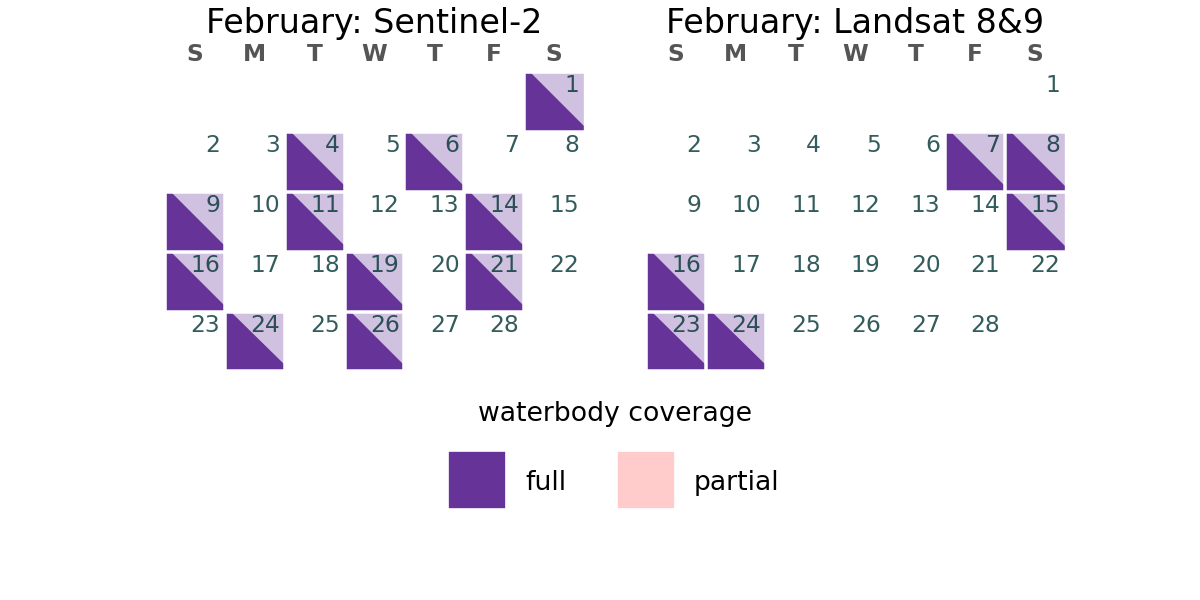 February: Sentinel-2
S M T W T F S
1
2 3 4 5 6 7 8
9 10 11 12 13 14 15
16 17 18 19 20 21 22
23 24 25 26 27 28
February: Landsat 8&9
S M T W T F S
1
2 3 4 5 6 7 8
9 10 11 12 13 14 15
16 17 18 19 20 21 22
23 24 25 26 27 28
waterbody coverage
full partial